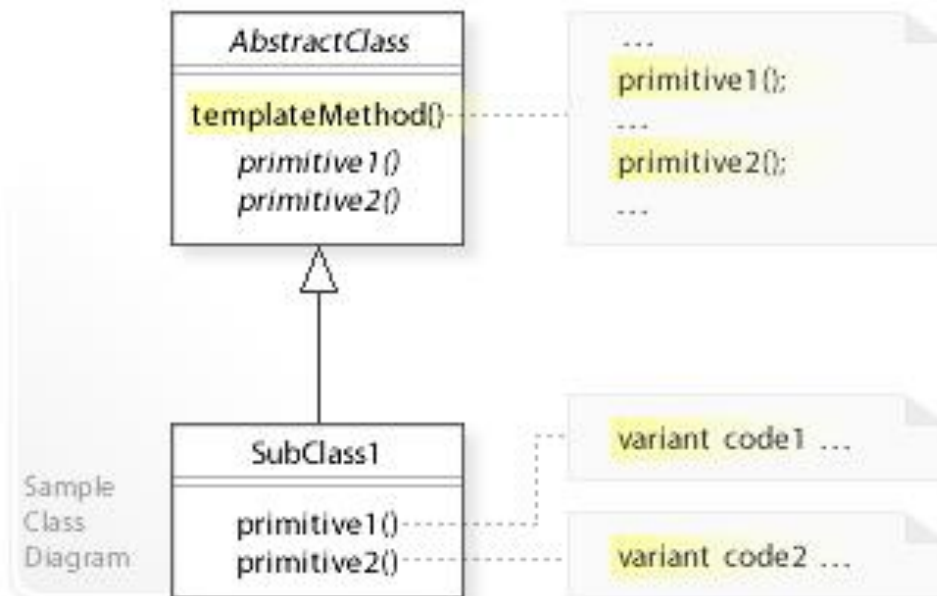 AbstractClass
templateMethod()
primitive1()
primitive2()
...
primitive1();
...
primitive2();
...
SubClass1
primitive1()
primitive2()
variant code1 ...
variant code2 ...
Sample
Class
Diagram